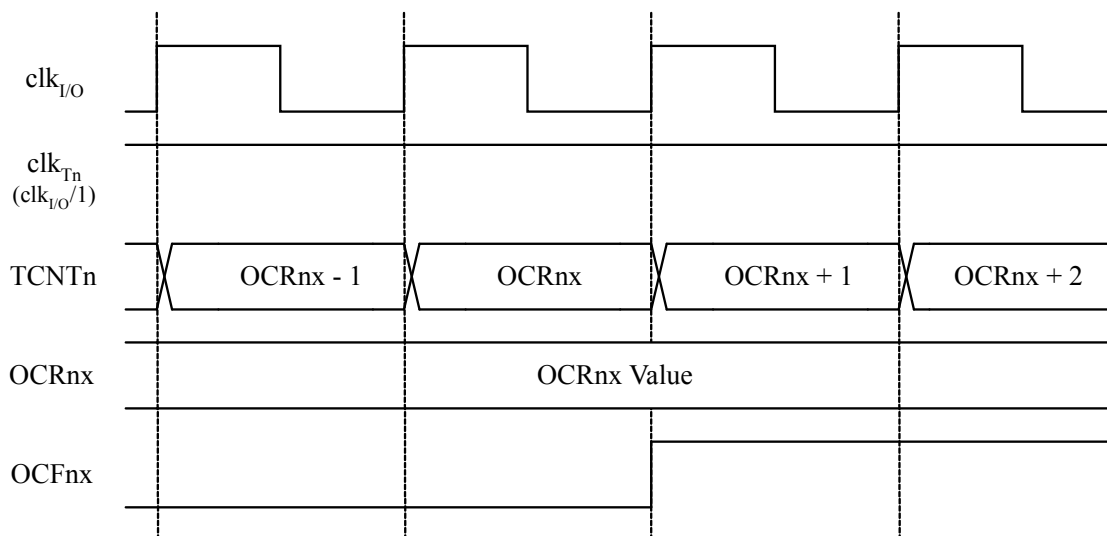 clkI/O
clkTn
(clkI/O/1)
TCNTn OCRnx - 1 OCRnx OCRnx + 1 OCRnx + 2
OCRnx OCRnx Value
OCFnx